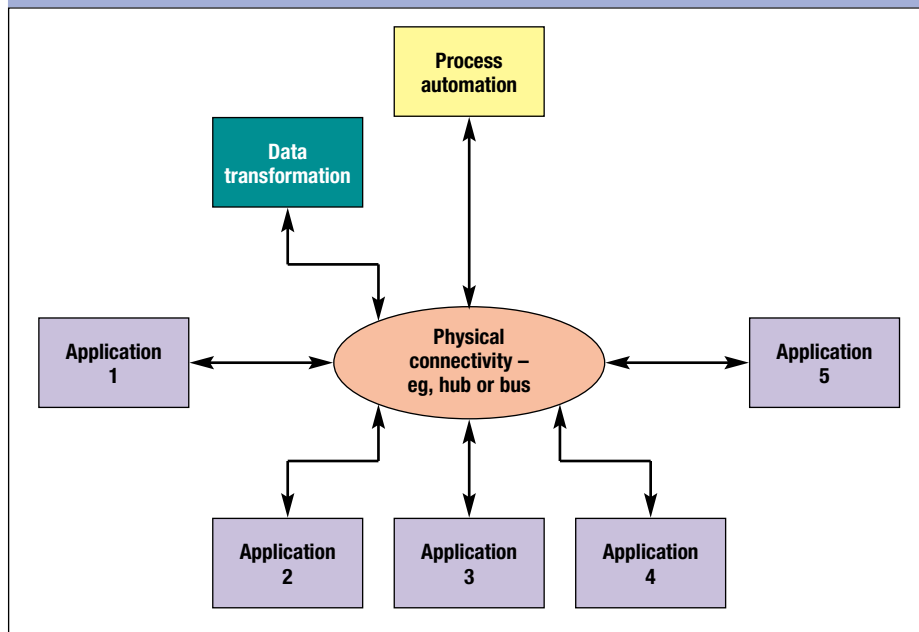 Process
automation
Data
transformation
Application
1
Physical
connectivity –
eg, hub or bus
Application
5
Application
2
Application
3
Application
4